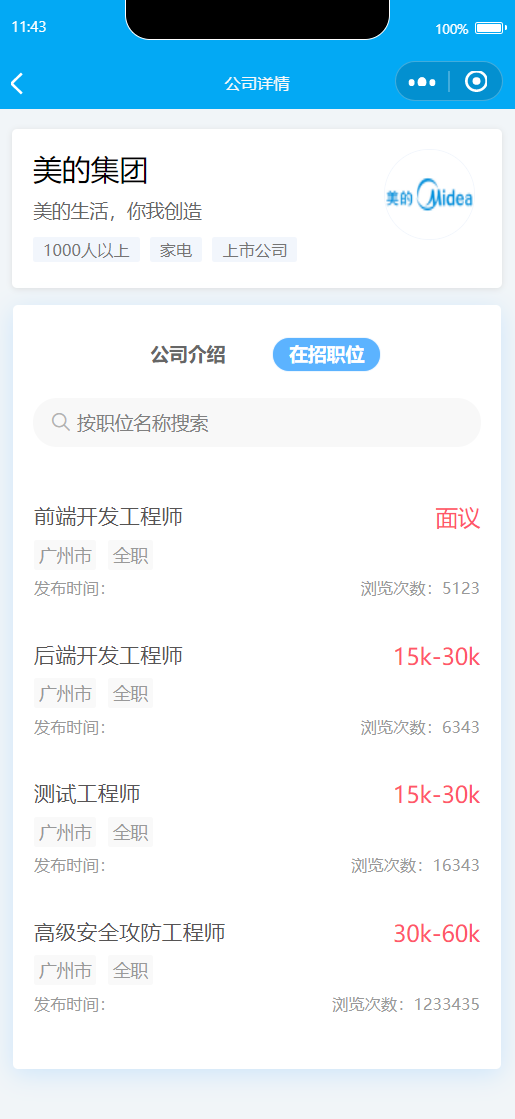 11:43
100%
公司详情
美的集团
美的 Midea
美的生活，你我创造
1000人以上 家电 上市公司
公司介绍 在招职位
按职位名称搜索
前端开发工程师 面议
广州市 全职
发布时间： 浏览次数：5123
后端开发工程师 15k-30k
广州市 全职
发布时间： 浏览次数：6343
测试工程师 15k-30k
广州市 全职
发布时间： 浏览次数：16343
高级安全攻防工程师 30k-60k
广州市 全职
发布时间： 浏览次数：1233435